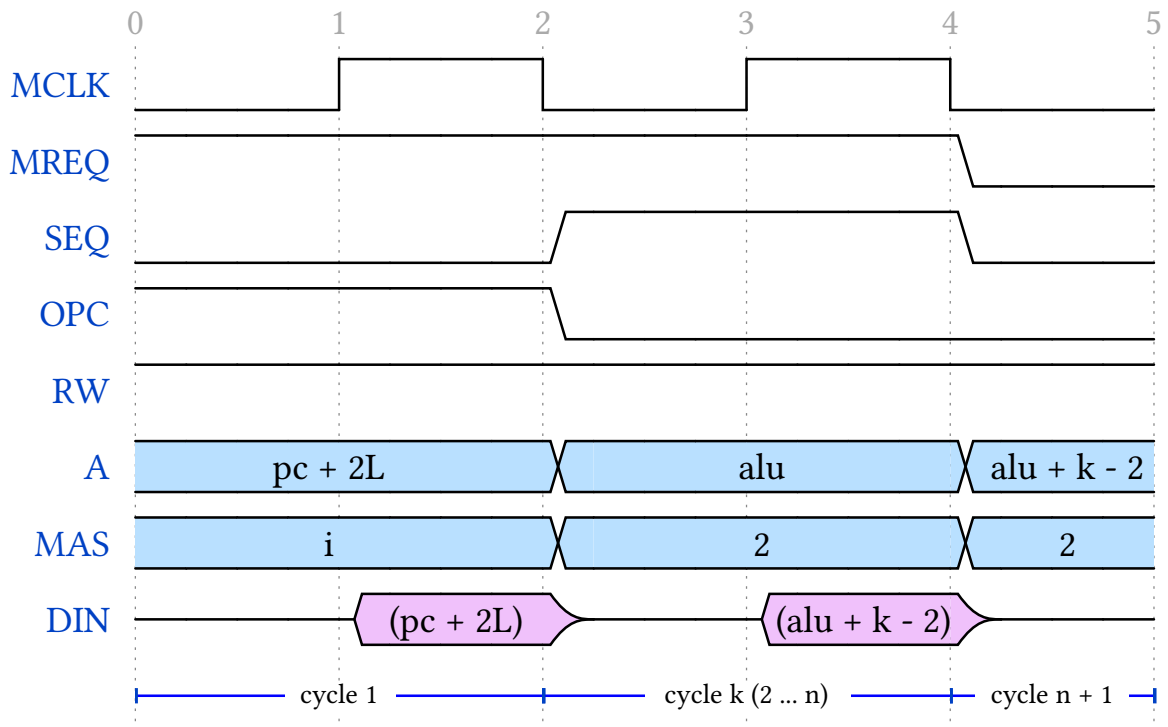 0 1 2 3 4 5
MCLK
MREQ
SEQ
OPC
RW
A pc + 2L alu alu + k - 2
MAS i 2 2
DIN (pc + 2L) (alu + k - 2)
cycle 1 cycle k (2 ... n) cycle n + 1